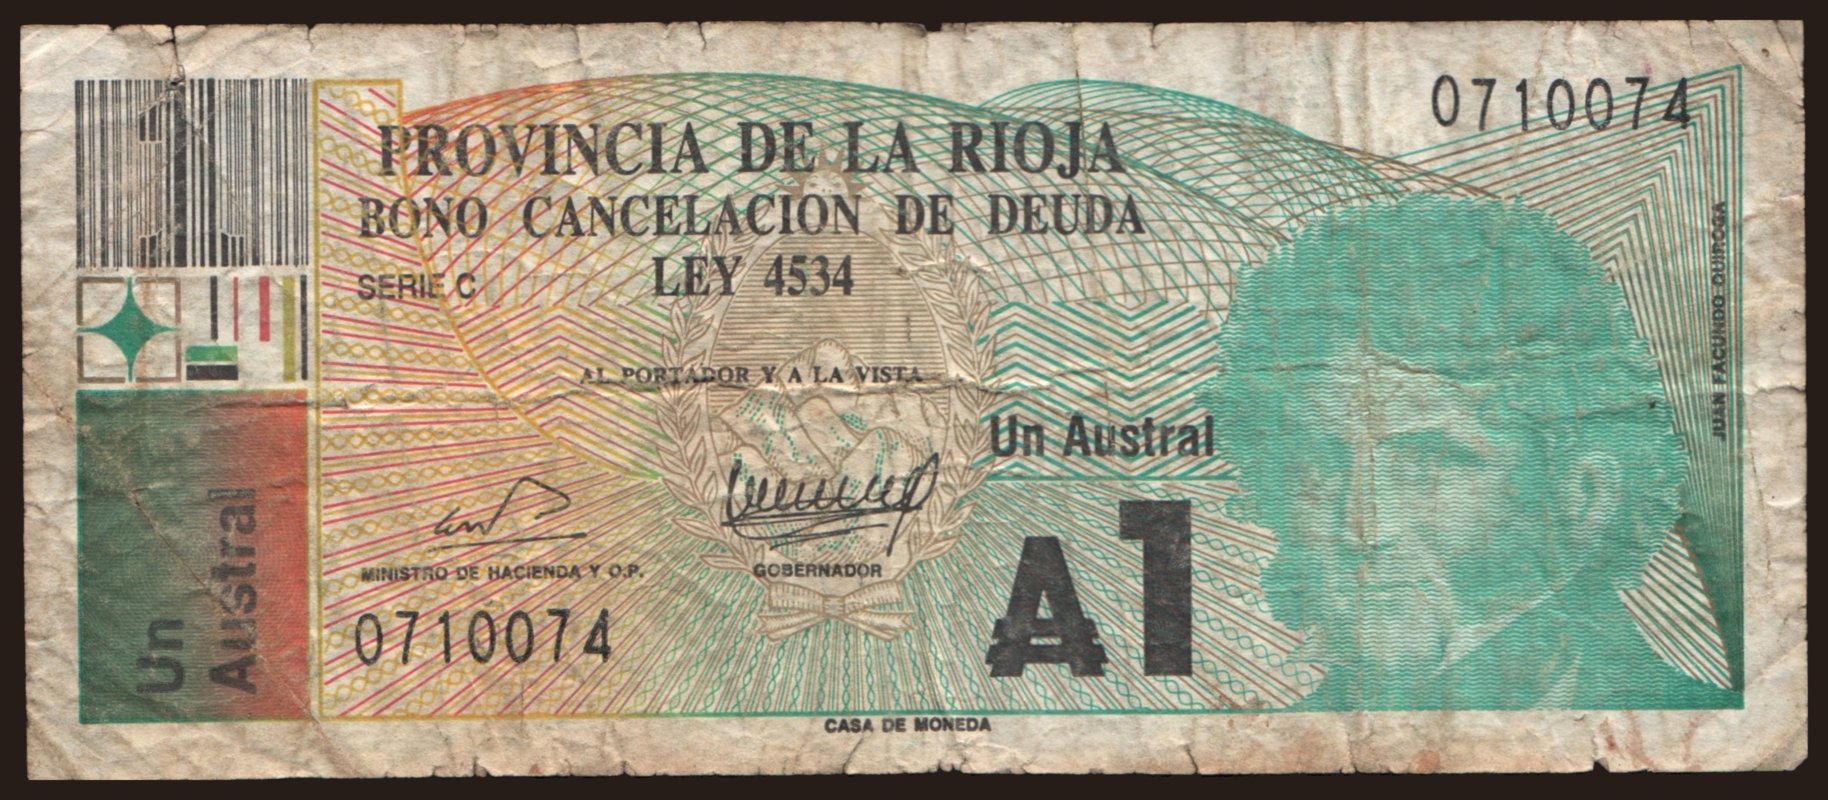 1
0710074
PROVINCIA DE LA RIOJA
BONO CANCELACION DE DEUDA
SERIE C
LEY 4534
AL PORTADOR Y A LA VISTA
JUAN FACUNDO QUIROGA
Un Austral
Un Austral
A1
MINISTRO DE HACIENDA Y O.P.
GOBERNADOR
0710074
CASA DE MONEDA